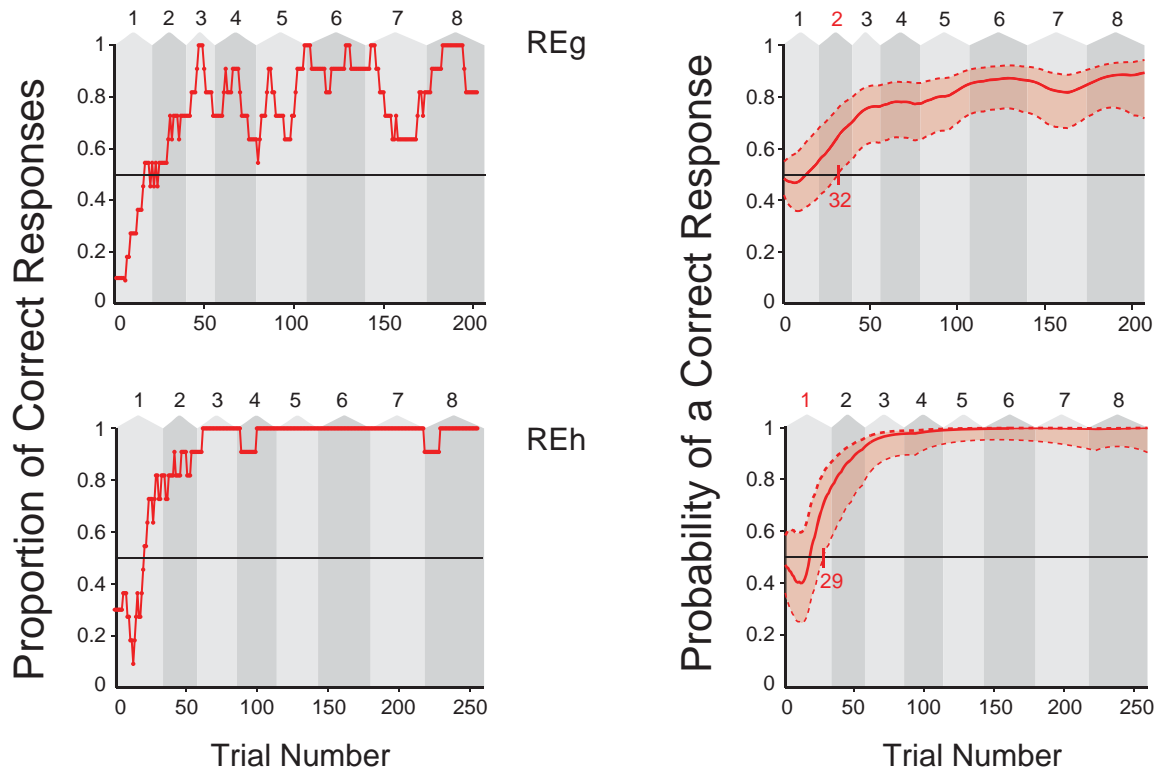 1 2 3 4 5 6 7 8
REg
1 2 3 4 5 6 7 8
Proportion of Correct Responses
1
0.8
0.6
0.4
0.2
0
0 50 100 150 200
Probability of a Correct Response
1
0.8
0.6
0.4
0.2
0
32
0 50 100 150 200
1 2 3 4 5 6 7 8
REh
1 2 3 4 5 6 7 8
1
0.8
0.6
0.4
0.2
0
0 50 100 150 200 250
1
0.8
0.6
0.4
0.2
0
29
0 50 100 150 200 250
Trial Number
Trial Number